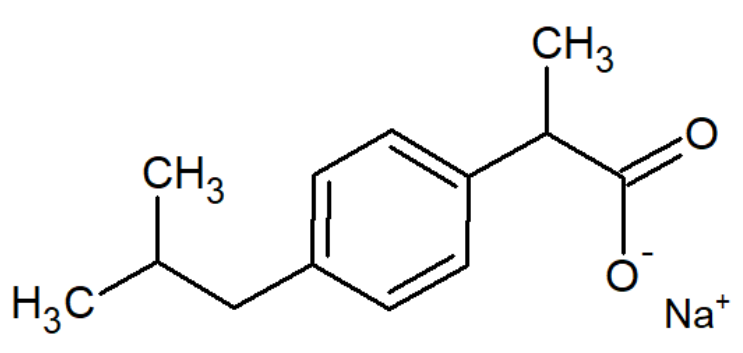 CH3
O
CH3
H3C
O-
Na+